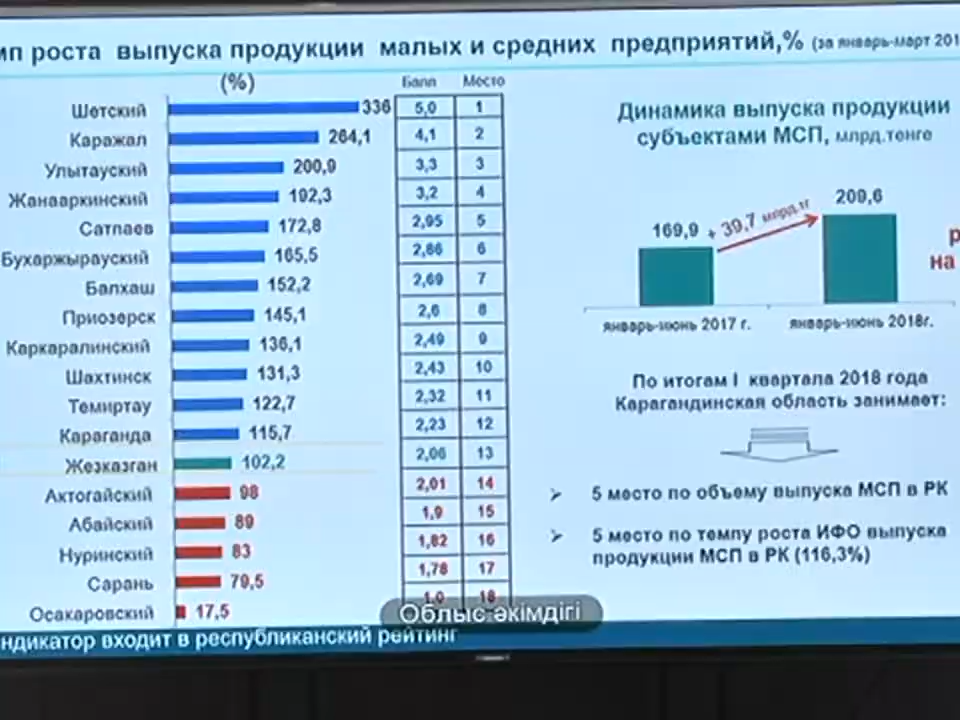 мп роста выпуска продукции малых и средних предприятий,% (за январь-март 201
(%) Балл Место
Шетский 336 5,0 1
Каражал 264,1 4,1 2
Улытауский 200,9 3,3 3
Жанааркинский 192,3 3,2 4
Сатпаев 172,8 2,95 5
Бухаржырауский 165,5 2,86 6
Балхаш 152,2 2,69 7
Приозерск 145,1 2,6 8
Каркаралинский 136,1 2,49 9
Шахтинск 131,3 2,43 10
Темиртау 122,7 2,32 11
Караганда 115,7 2,23 12
Жезказган 102,2 2,06 13
Актогайский 98 2,01 14
Абайский 89 1,9 15
Нуринский 83 1,82 16
Сарань 79,5 1,78 17
Осакаровский 17,5 1,0 18
Динамика выпуска продукции
субъектами МСП, млрд.тенге
169,9 + 39,7 млрд.тг 209,6
январь-июнь 2017 г. январь-июнь 2018г.
р
на
По итогам I квартала 2018 года
Карагандинская область занимает:
5 место по объему выпуска МСП в РК
5 место по темпу роста ИФО выпуска
продукции МСП в РК (116,3%)
Облыс әкімдігі
ндикатор входит в республиканский рейтинг